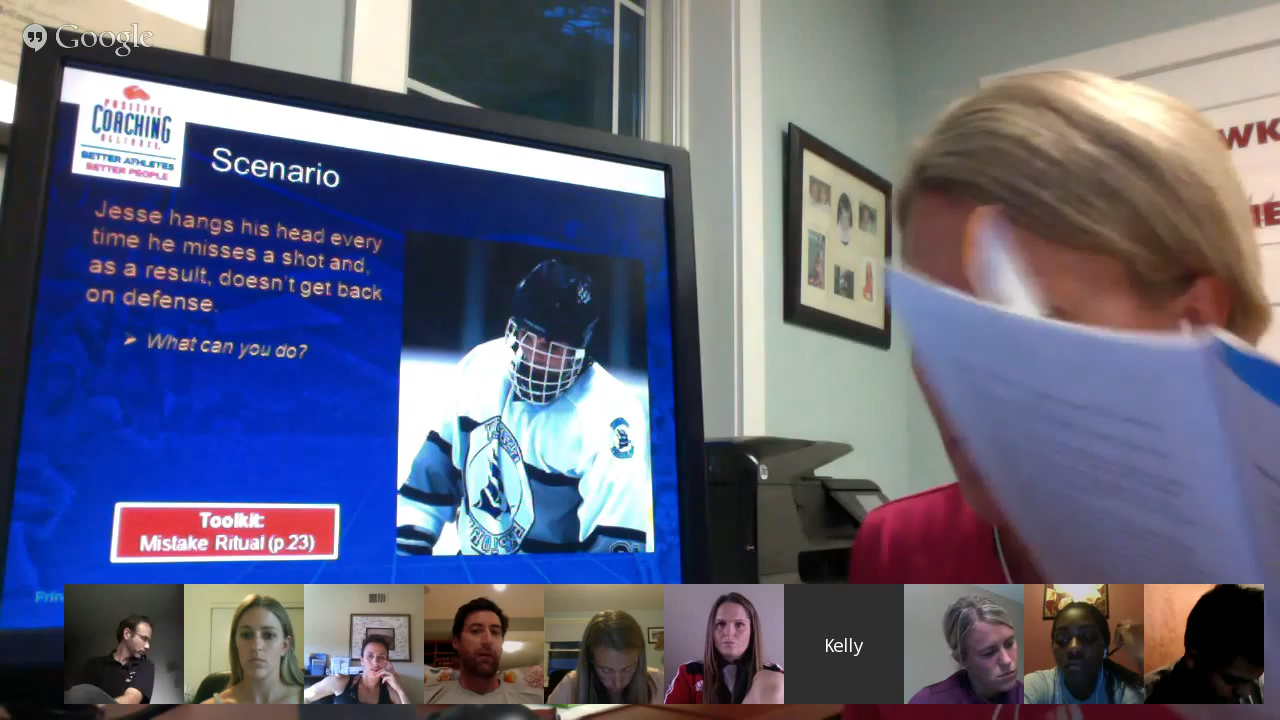 Google
POSITIVE
COACHING
ALLIANCE
BETTER ATHLETES
BETTER PEOPLE
Scenario
Jesse hangs his head every
time he misses a shot and,
as a result, doesn't get back
on defense.
➢ What can you do?
Toolkit:
Mistake Ritual (p.23)
Kelly